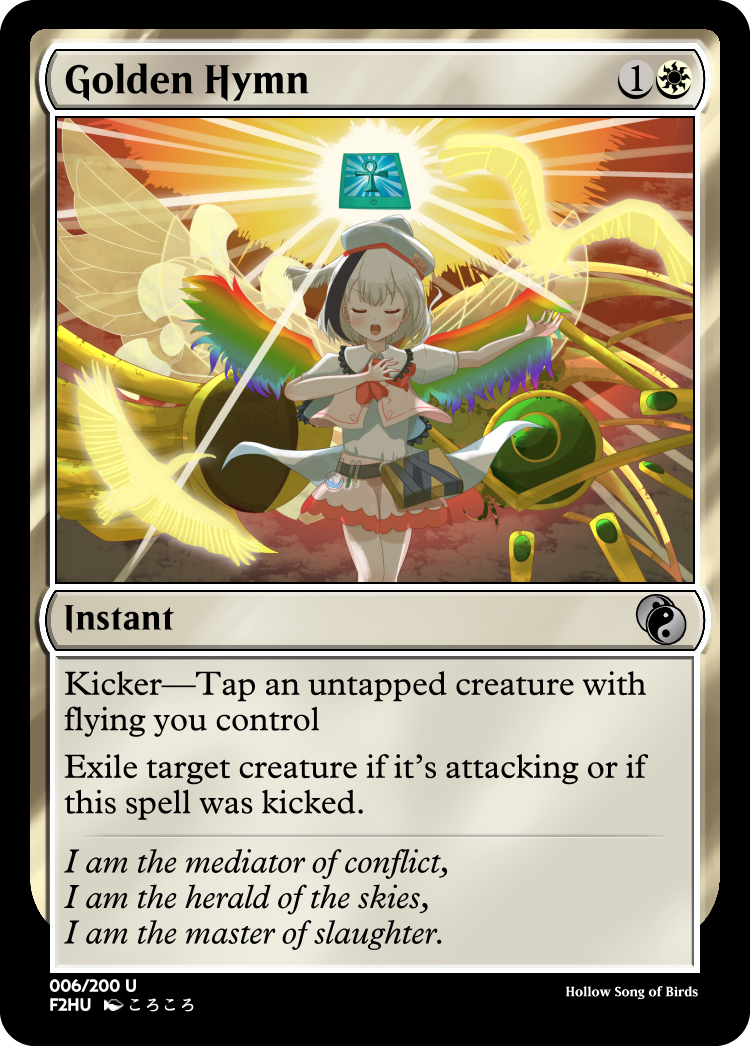 Golden Hymn 1
Instant
Kicker—Tap an untapped creature with
flying you control
Exile target creature if it's attacking or if
this spell was kicked.
I am the mediator of conflict,
I am the herald of the skies,
I am the master of slaughter.
006/200 U
F2HU ころころ
Hollow Song of Birds